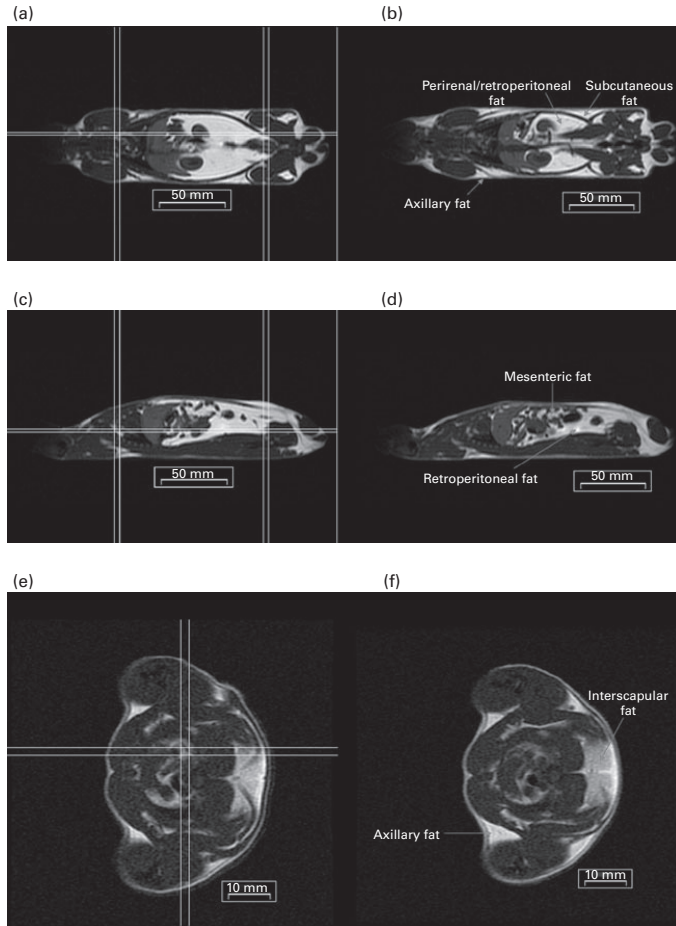 (a)
(b)
Perirenal/retroperitoneal
fat
Subcutaneous
fat
50 mm
Axillary fat
50 mm
(c)
(d)
Mesenteric fat
50 mm
Retroperitoneal fat
50 mm
(e)
(f)
Interscapular
fat
Axillary fat
10 mm
10 mm